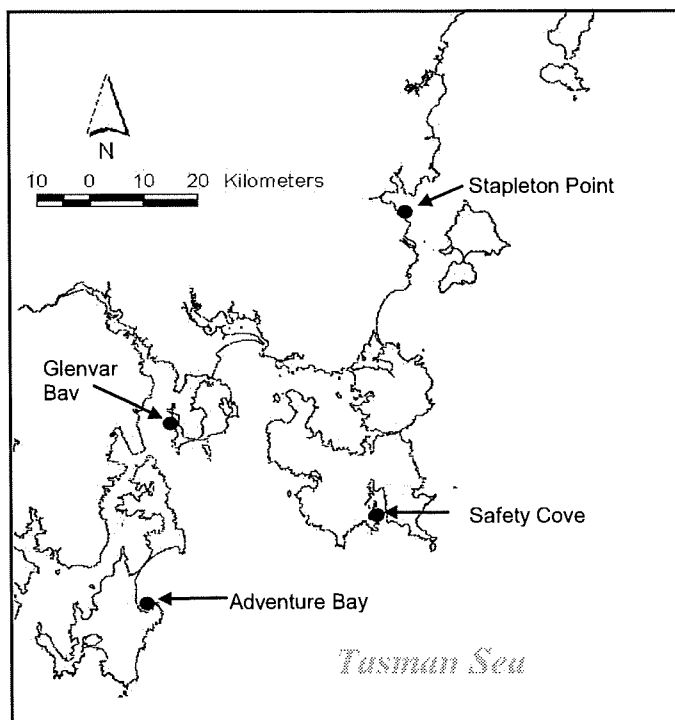 N
10 0 10 20 Kilometers
Stapleton Point
Glenvar
Bav
Safety Cove
Adventure Bay
Tasman Sea